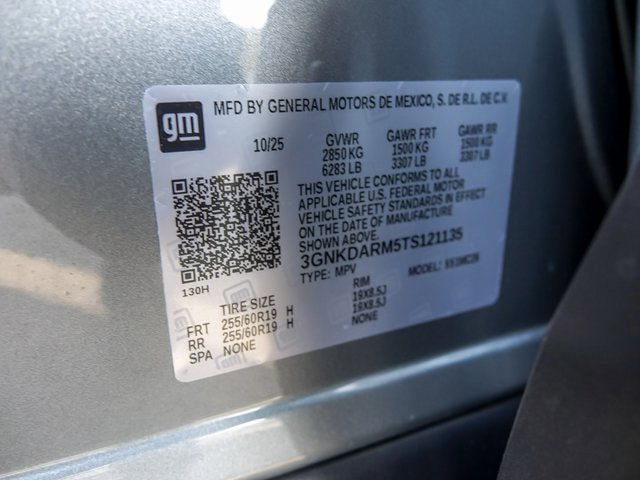 gm
MFD BY GENERAL MOTORS DE MEXICO, S. DE R.L. DE C.V.
10/25 GVWR GAWR FRT GAWR RR
2850 KG 1500 KG 1500 KG
6283 LB 3307 LB 3307 LB
THIS VEHICLE CONFORMS TO ALL
APPLICABLE U.S. FEDERAL MOTOR
VEHICLE SAFETY STANDARDS IN EFFECT
ON THE DATE OF MANUFACTURE
SHOWN ABOVE.
3GNKDARM5TS121135
TYPE: MPV MODEL:
130H
TIRE SIZE RIM
FRT 255/60R19 H 19X8.5J
RR 255/60R19 H 19X8.5J
SPA NONE NONE